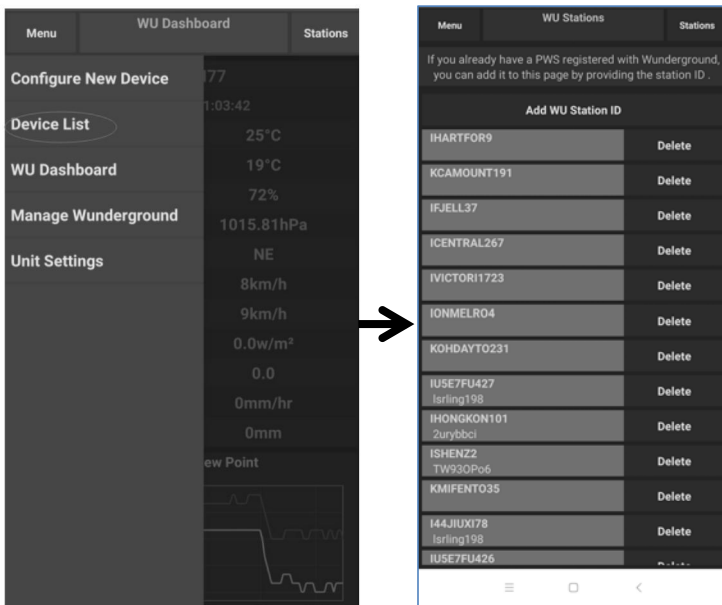 Menu
WU Dashboard
Stations
Configure New Device
Device List
WU Dashboard
Manage Wunderground
Unit Settings
77
1:03:42
25°C
19°C
72%
1015.81hPa
NE
8km/h
9km/h
0.0w/m²
0.0
0mm/hr
0mm
ew Point
Menu
WU Stations
Stations
If you already have a PWS registered with Wunderground,
you can add it to this page by providing the station ID .
Add WU Station ID
IHARTFOR9
Delete
KCAMOUNT191
Delete
IFJELL37
Delete
ICENTRAL267
Delete
IVICTORI1723
Delete
IONMELRO4
Delete
KOHDAYTO231
Delete
IU5E7FU427
lsrling198
Delete
IHONGKON101
2urybbci
Delete
ISHENZ2
TW93OPo6
Delete
KMIFENTO35
Delete
I44JIUXI78
lsrling198
Delete
IU5E7FU426